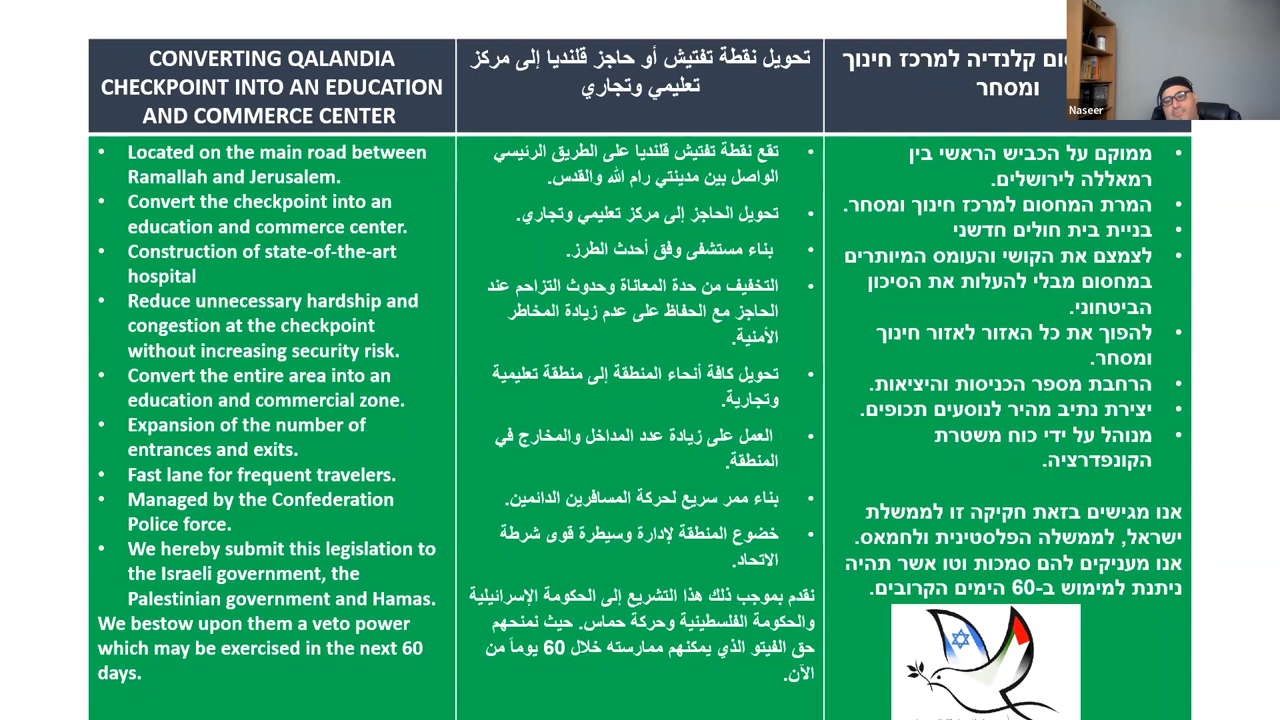 CONVERTING QALANDIA
CHECKPOINT INTO AN EDUCATION
AND COMMERCE CENTER
• Located on the main road between
Ramallah and Jerusalem.
• Convert the checkpoint into an
education and commerce center.
• Construction of state-of-the-art
hospital
• Reduce unnecessary hardship and
congestion at the checkpoint
without increasing security risk.
• Convert the entire area into an
education and commercial zone.
• Expansion of the number of
entrances and exits.
• Fast lane for frequent travelers.
• Managed by the Confederation
Police force.
• We hereby submit this legislation to
the Israeli government, the
Palestinian government and Hamas.
We bestow upon them a veto power
which may be exercised in the next 60
days.
تحويل نقطة تفتيش أو حاجز قلنديا إلى مركز
تعليمي وتجاري
• تقع نقطة تفتيش قلنديا على الطريق الرئيسي
الواصل بين مدينتي رام الله والقدس.
• تحويل الحاجز إلى مركز تعليمي وتجاري.
• بناء مستشفى وفق أحدث الطرز.
• التخفيف من حدة المعاناة وحدوث التزاحم عند
الحاجز مع الحفاظ على عدم زيادة المخاطر
الأمنية.
• تحويل كافة أنحاء المنطقة إلى منطقة تعليمية
وتجارية.
• العمل على زيادة عدد المداخل والمخارج في
المنطقة.
• بناء ممر سريع لحركة المسافرين الدائمين.
• خضوع المنطقة لإدارة وسيطرة قوى شرطة
الاتحاد.
نقدم بموجب ذلك هذا التشريع إلى الحكومة الإسرائيلية
والحكومة الفلسطينية وحركة حماس. حيث نمنحهم
حق الفيتو الذي يمكنهم ممارسته خلال 60 يوماً من
الآن.
קלנדיה למרכז חינוך
ומסחר
• ממוקם על הכביש הראשי בין
רמאללה לירושלים.
• המרת המחסום למרכז חינוך ומסחר.
• בניית בית חולים חדשני
• לצמצם את הקושי והעומס המיותרים
במחסום מבלי להעלות את הסיכון
הביטחוני.
• להפוך את כל האזור לאזור חינוך
ומסחר.
• הרחבת מספר הכניסות והיציאות.
• יצירת נתיב מהיר לנוסעים תכופים.
• מנוהל על ידי כוח משטרת
הקונפדרציה.
אנו מגישים בזאת חקיקה זו לממשלת
ישראל, לממשלה הפלסטינית ולחמאס.
אנו מעניקים להם סמכות וטו אשר תהיה
ניתנת למימוש ב-60 הימים הקרובים.
Naseer